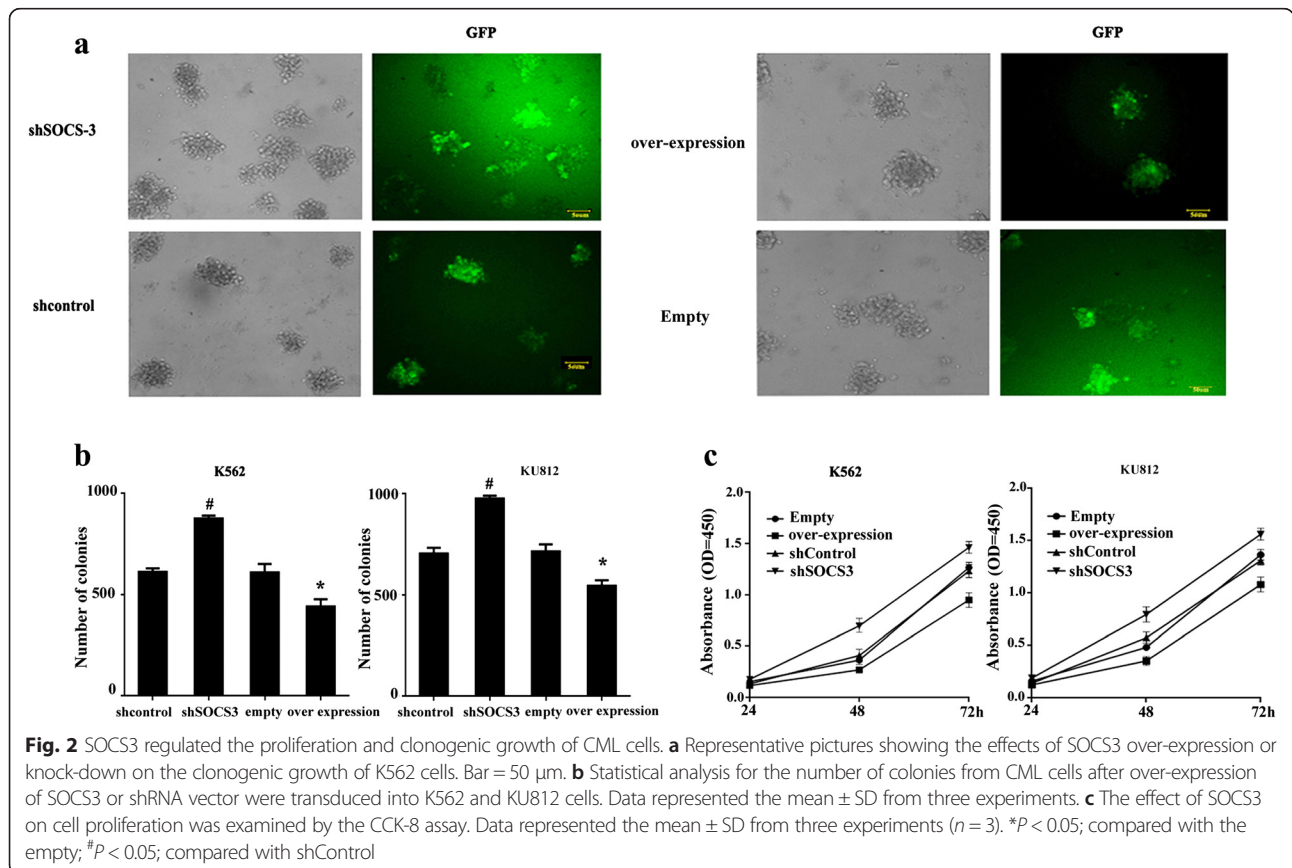 a
GFP
GFP
shSOCS-3
over-expression
50um
50um
shcontrol
Empty
50um
50um
b
K562
KU812
#
#
*
*
Number of colonies
1000
500
0
shcontrol shSOCS3 empty over expression
Number of colonies
1000
500
0
shcontrol shSOCS3 empty over expression
c
K562
KU812
Absorbance (OD=450)
2.0
1.5
1.0
0.5
0.0
24 48 72h
Empty
over-expression
shControl
shSOCS3
Absorbance (OD=450)
2.0
1.5
1.0
0.5
0.0
24 48 72h
Empty
over-expression
shControl
shSOCS3
Fig. 2 SOCS3 regulated the proliferation and clonogenic growth of CML cells. a Representative pictures showing the effects of SOCS3 over-expression or
knock-down on the clonogenic growth of K562 cells. Bar = 50 μm. b Statistical analysis for the number of colonies from CML cells after over-expression
of SOCS3 or shRNA vector were transduced into K562 and KU812 cells. Data represented the mean ± SD from three experiments. c The effect of SOCS3
on cell proliferation was examined by the CCK-8 assay. Data represented the mean ± SD from three experiments (n = 3). *P < 0.05; compared with the
empty; #P < 0.05; compared with shControl